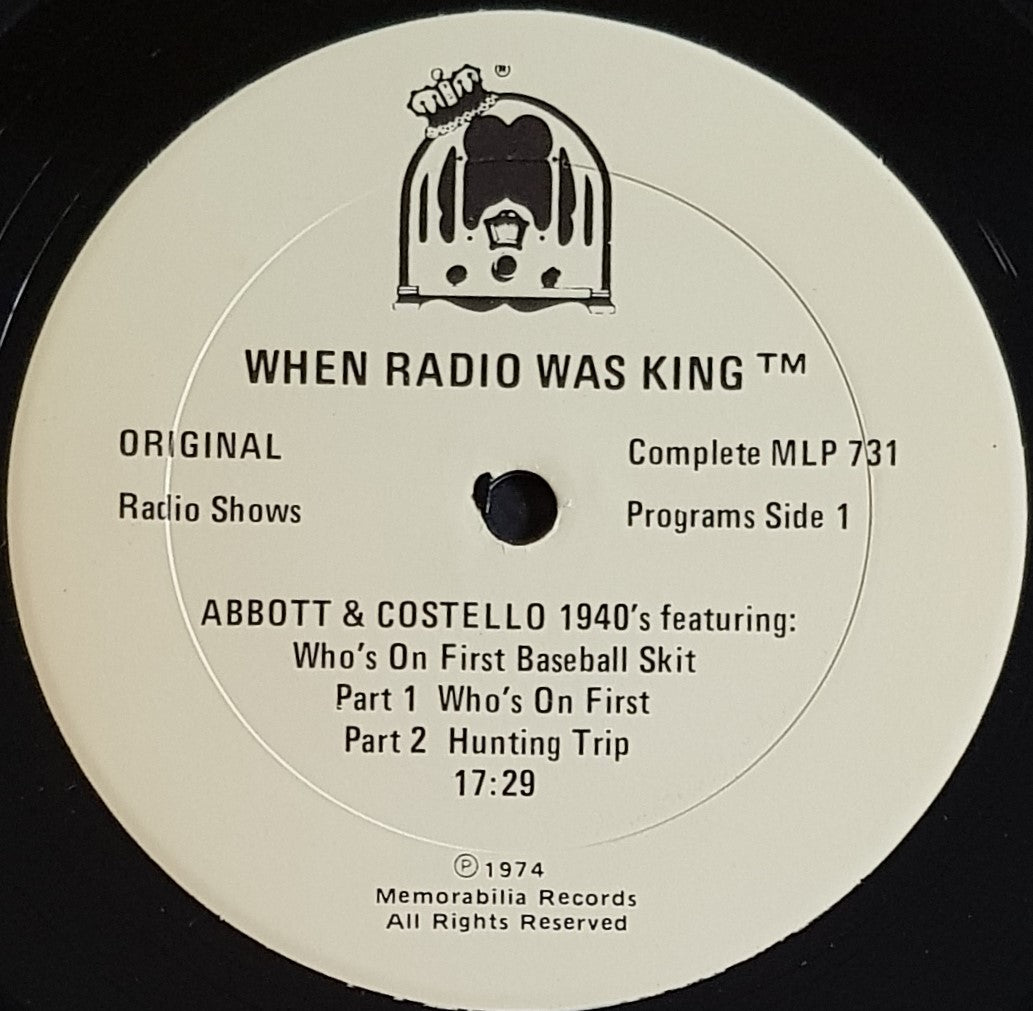 ®
WHEN RADIO WAS KING™
ORIGINAL Complete MLP 731
Radio Shows Programs Side 1
ABBOTT & COSTELLO 1940's featuring:
Who's On First Baseball Skit
Part 1 Who's On First
Part 2 Hunting Trip
17:29
℗ 1974
Memorabilia Records
All Rights Reserved